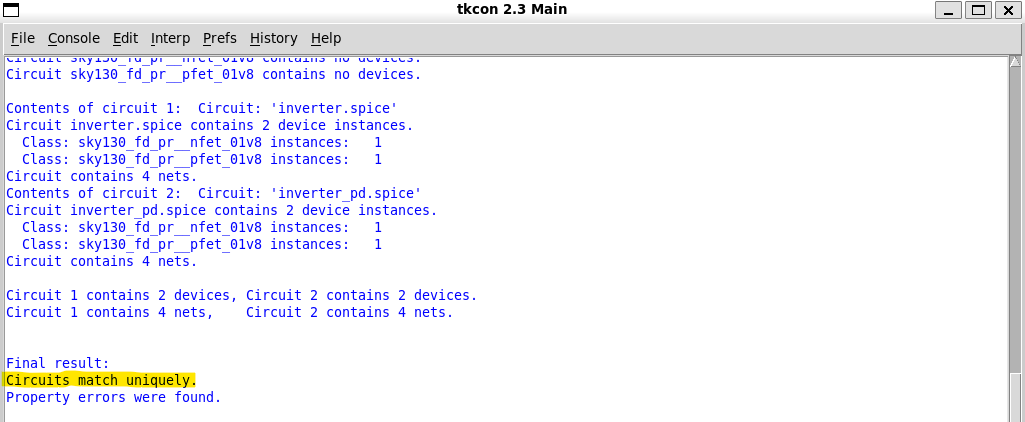 tkcon 2.3 Main
File Console Edit Interp Prefs History Help
Circuit sky130_fd_pr__nfet_01v8 contains no devices.
Circuit sky130_fd_pr__pfet_01v8 contains no devices.
Contents of circuit 1:  Circuit: 'inverter.spice'
Circuit inverter.spice contains 2 device instances.
  Class: sky130_fd_pr__nfet_01v8 instances:   1
  Class: sky130_fd_pr__pfet_01v8 instances:   1
Circuit contains 4 nets.
Contents of circuit 2:  Circuit: 'inverter_pd.spice'
Circuit inverter_pd.spice contains 2 device instances.
  Class: sky130_fd_pr__nfet_01v8 instances:   1
  Class: sky130_fd_pr__pfet_01v8 instances:   1
Circuit contains 4 nets.
Circuit 1 contains 2 devices, Circuit 2 contains 2 devices.
Circuit 1 contains 4 nets,    Circuit 2 contains 4 nets.
Final result:
Circuits match uniquely.
Property errors were found.